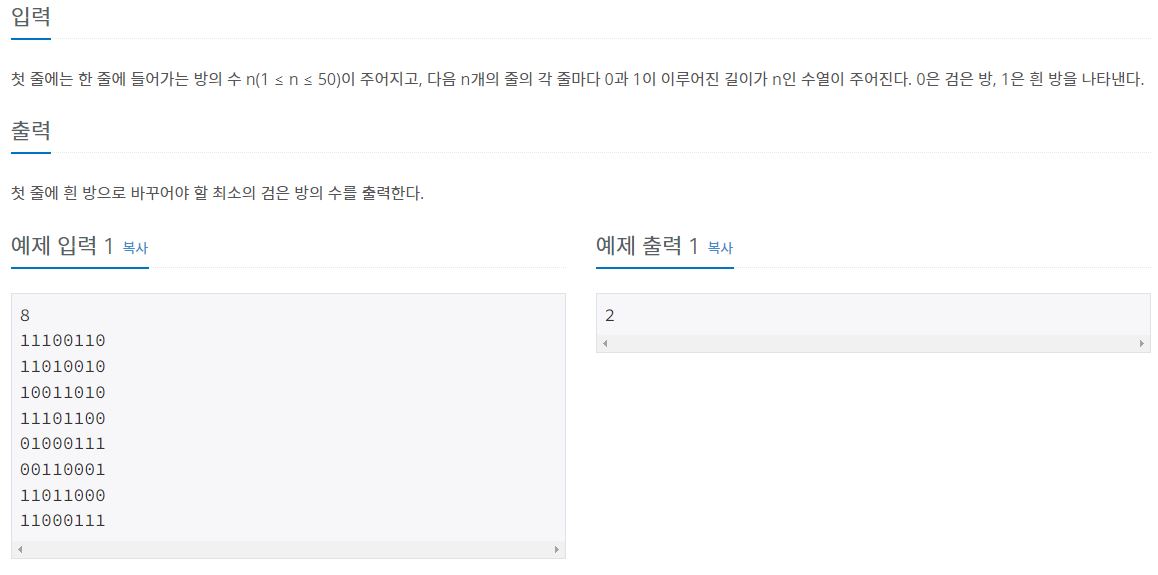 입력
첫 줄에는 한 줄에 들어가는 방의 수 n(1 ≤ n ≤ 50)이 주어지고, 다음 n개의 줄의 각 줄마다 0과 1이 이루어진 길이가 n인 수열이 주어진다. 0은 검은 방, 1은 흰 방을 나타낸다.
출력
첫 줄에 흰 방으로 바꾸어야 할 최소의 검은 방의 수를 출력한다.
예제 입력 1 복사
8
11100110
11010010
10011010
11101100
01000111
00110001
11011000
11000111
예제 출력 1 복사
2